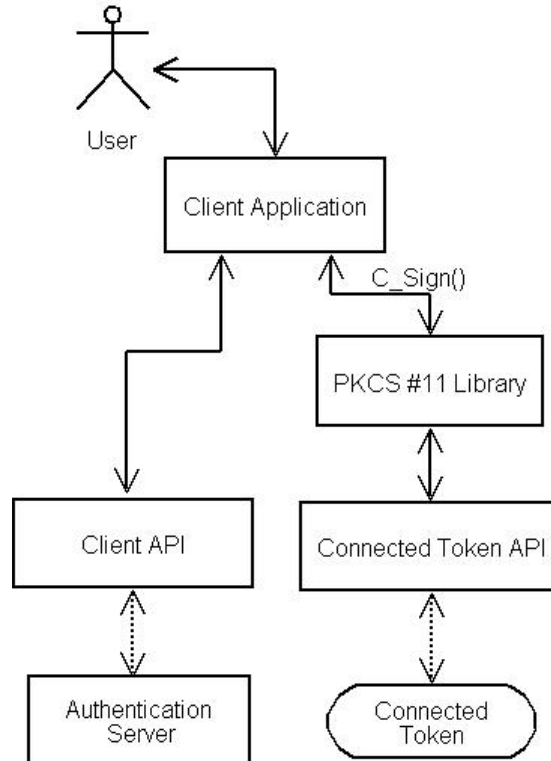 User
Client Application
C_Sign()
PKCS #11 Library
Client API
Connected Token API
Authentication
Server
Connected
Token